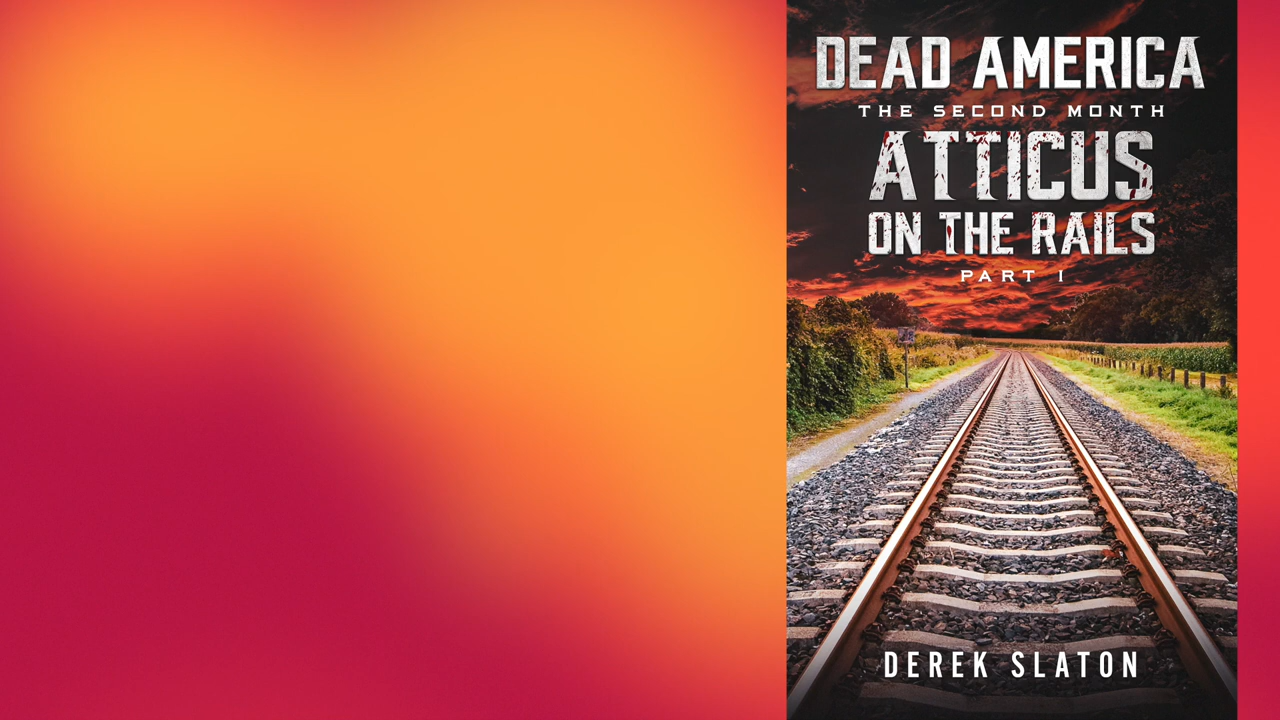 DEAD AMERICA
THE SECOND MONTH
ATTICUS
ON THE RAILS
PART I
DEREK SLATON